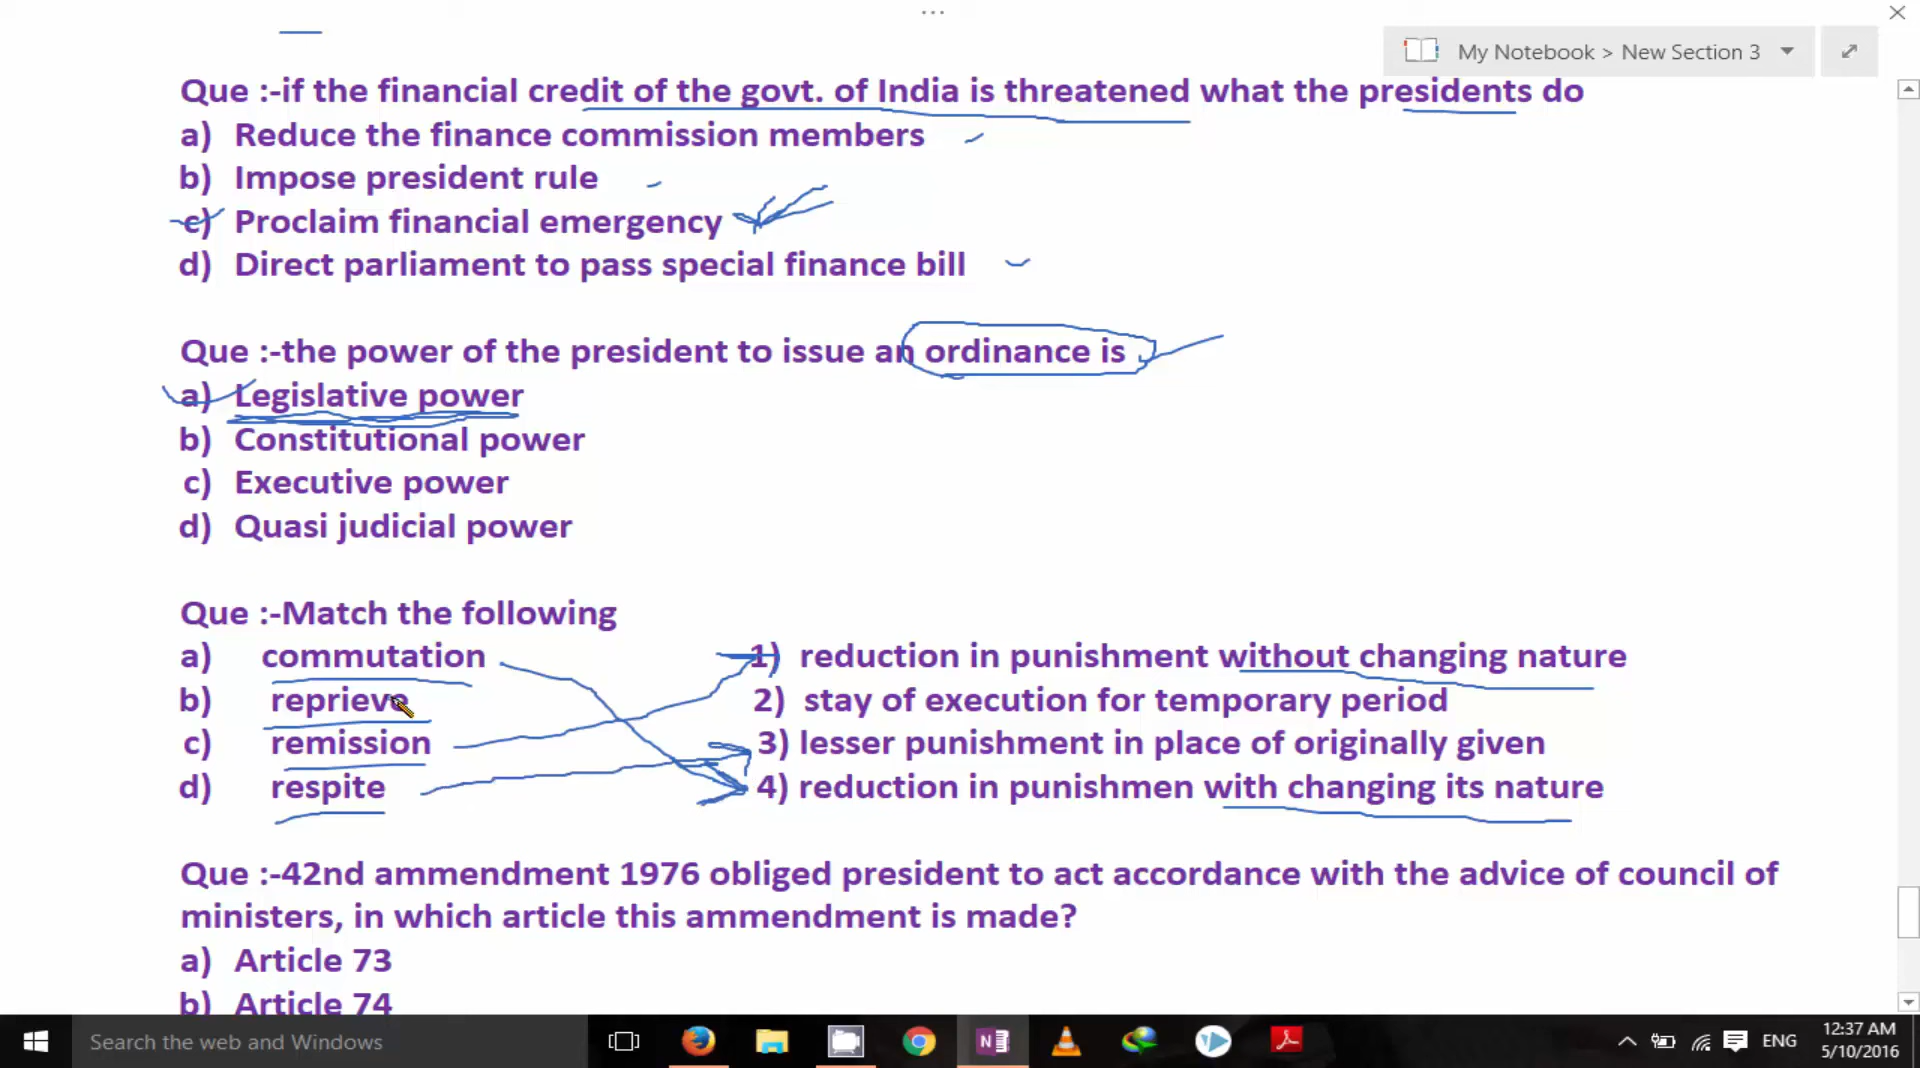 ...
My Notebook > New Section 3
Que :-if the financial credit of the govt. of India is threatened what the presidents do
a) Reduce the finance commission members
b) Impose president rule
c) Proclaim financial emergency
d) Direct parliament to pass special finance bill
Que :-the power of the president to issue an ordinance is
a) Legislative power
b) Constitutional power
c) Executive power
d) Quasi judicial power
Que :-Match the following
a) commutation 1) reduction in punishment without changing nature
b) reprieve 2) stay of execution for temporary period
c) remission 3) lesser punishment in place of originally given
d) respite 4) reduction in punishmen with changing its nature
Que :-42nd ammendment 1976 obliged president to act accordance with the advice of council of
ministers, in which article this ammendment is made?
a) Article 73
b) Article 74
Search the web and Windows
N
ENG
12:37 AM
5/10/2016